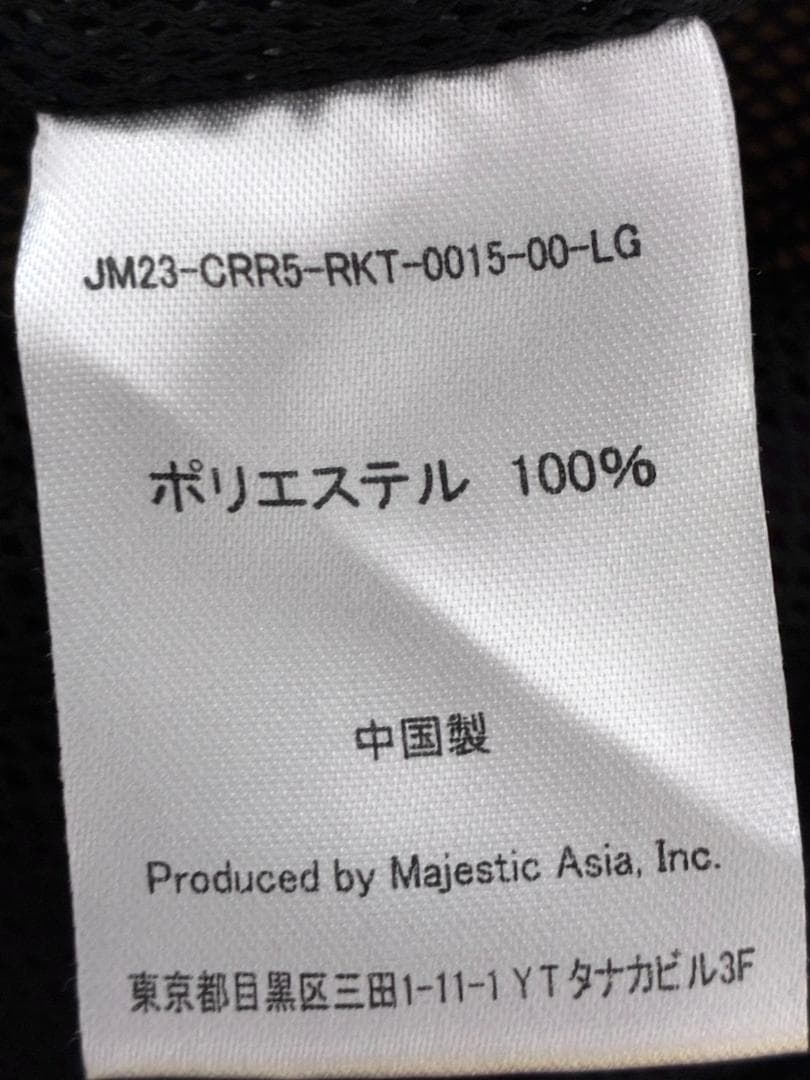 JM23-CRR5-RKT-0015-00-LG
ポリエステル 100%
中国製
Produced by Majestic Asia, Inc.
東京都目黒区三田1-11-1 YTタナカビル3F